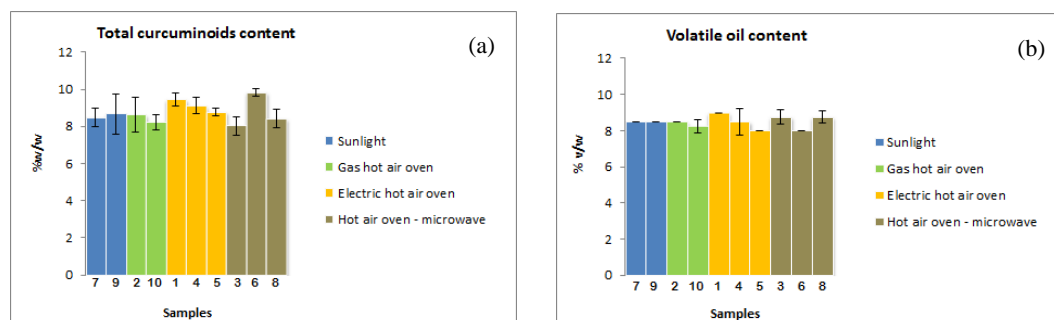 Total curcuminoids content
(a)
12
10
8
6
4
2
0
%w/w
7 9 2 10 1 4 5 3 6 8
Samples
Sunlight
Gas hot air oven
Electric hot air oven
Hot air oven - microwave
Volatile oil content
(b)
12
10
8
6
4
2
0
% v/w
7 9 2 10 1 4 5 3 6 8
Samples
Sunlight
Gas hot air oven
Electric hot air oven
Hot air oven - microwave